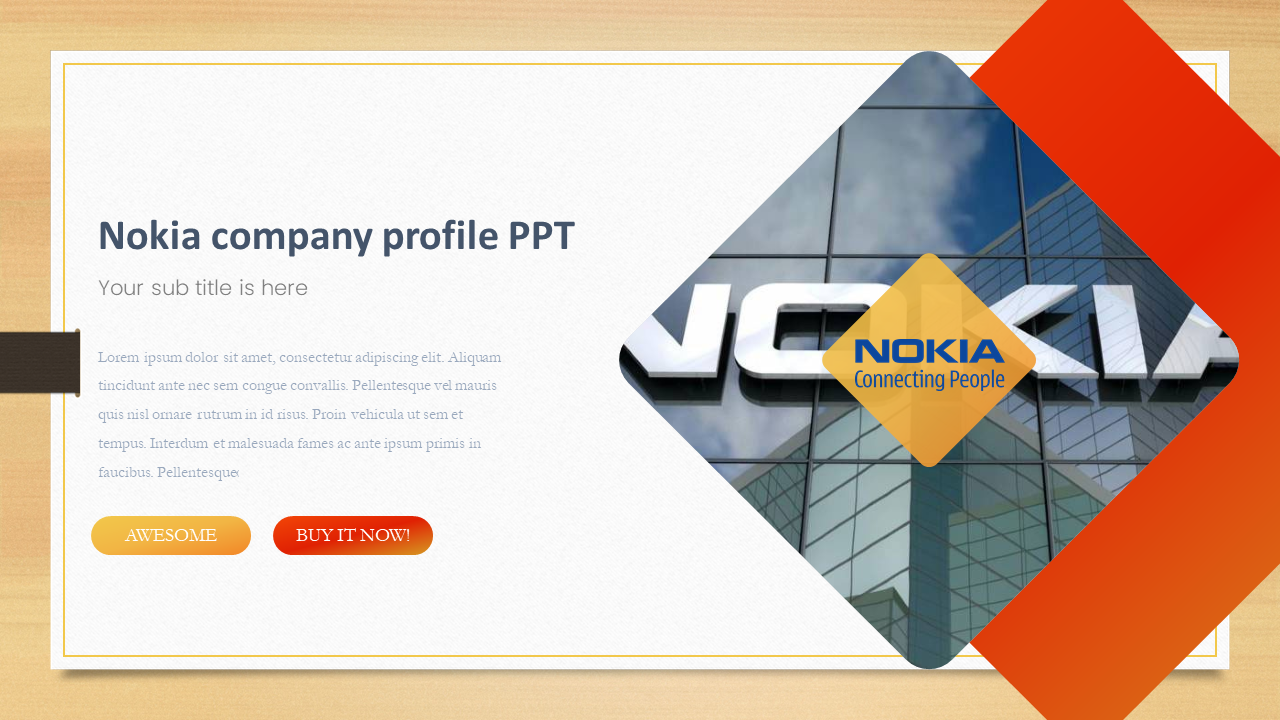 Nokia company profile PPT
Your sub title is here
Lorem ipsum dolor sit amet, consectetur adipiscing elit. Aliquam
tincidunt ante nec sem congue convallis. Pellentesque vel mauris
quis nisl ornare rutrum in id risus. Proin vehicula ut sem et
tempus. Interdum et malesuada fames ac ante ipsum primis in
faucibus. Pellentesque
AWESOME
BUY IT NOW!
NOKIA
NOKIA
Connecting People